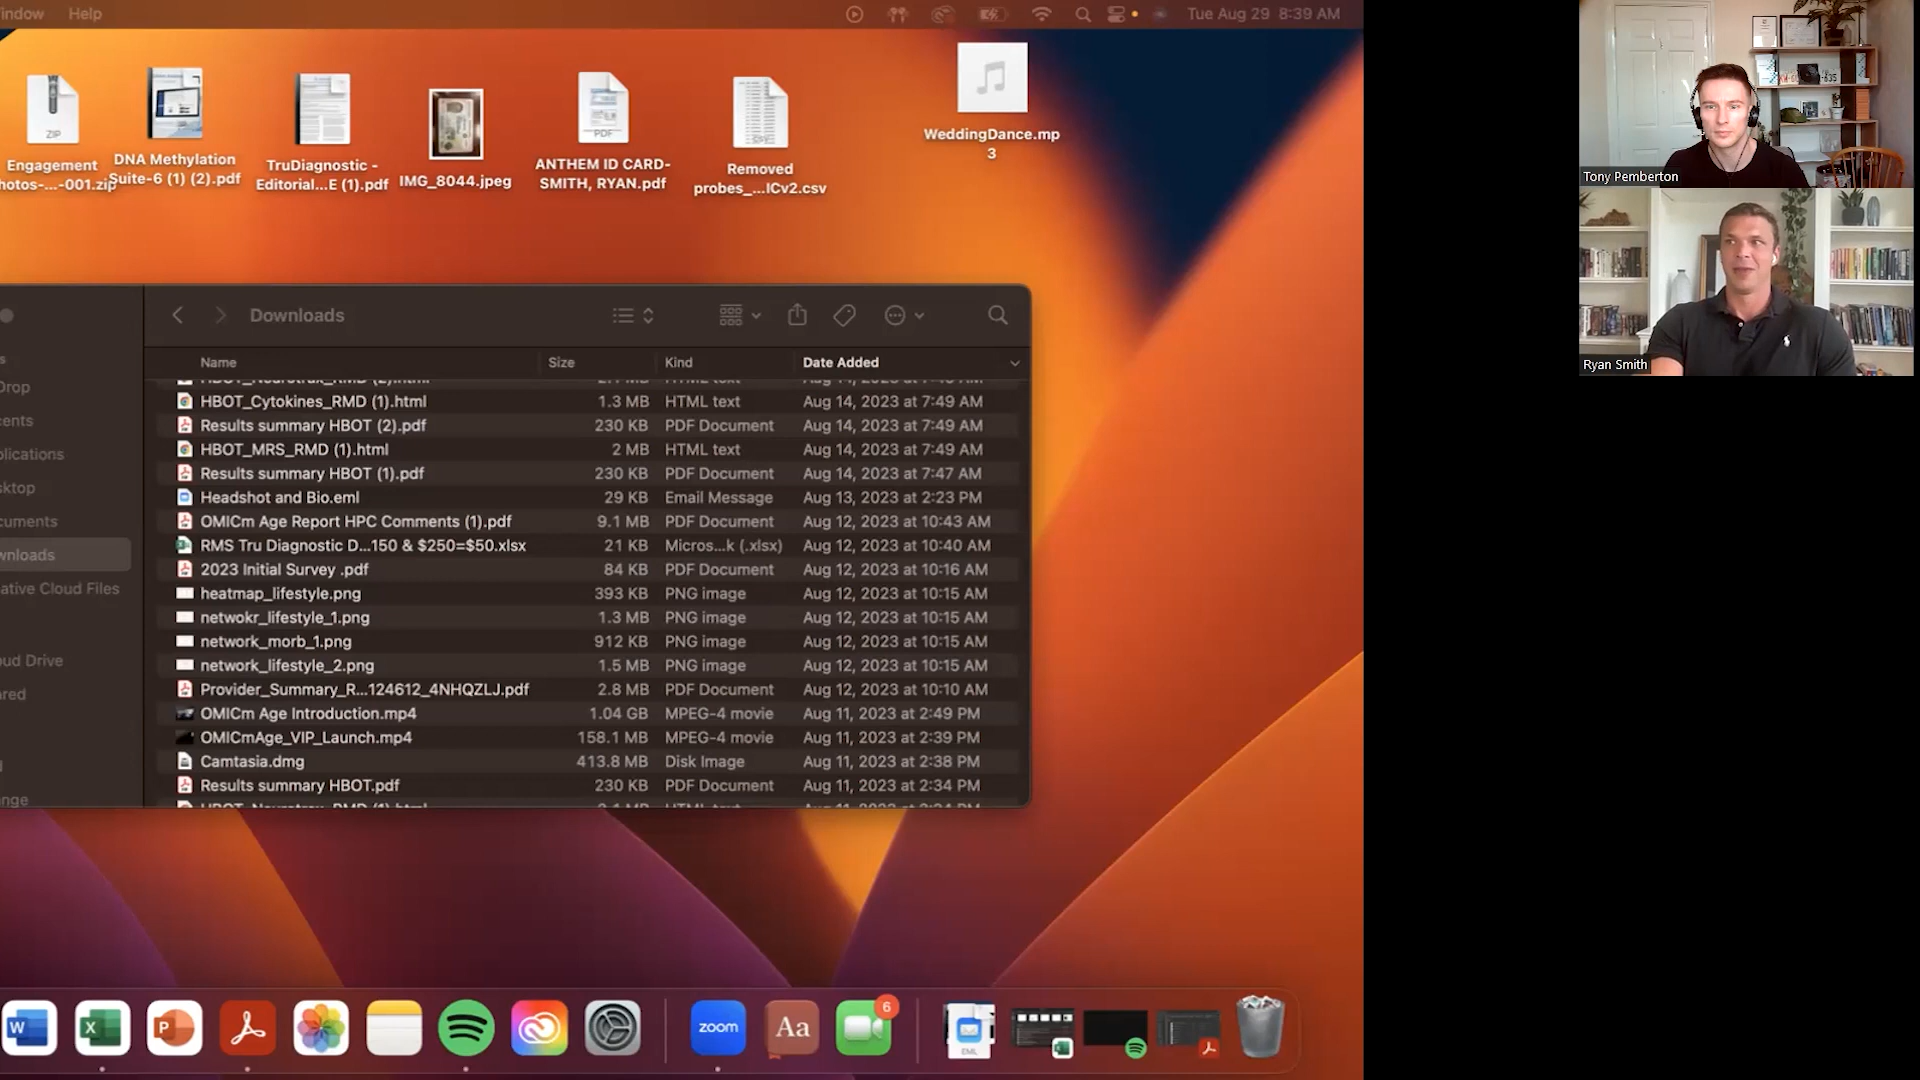 indow Help Tue Aug 29 8:39 AM
ZIP
Engagement
hotos-...-001.zip
DNA Methylation
Suite-6 (1) (2).pdf
TruDiagnostic -
Editorial...E (1).pdf
IMG_8044.jpeg
PDF
ANTHEM ID CARD-
SMITH, RYAN.pdf
Removed
probes_...ICv2.csv
WeddingDance.mp
3
Tony Pemberton
Ryan Smith
Downloads
Name Size Kind Date Added
HBOT_Cytokines_RMD (1).html 1.3 MB HTML text Aug 14, 2023 at 7:49 AM
Results summary HBOT (2).pdf 230 KB PDF Document Aug 14, 2023 at 7:49 AM
HBOT_MRS_RMD (1).html 2 MB HTML text Aug 14, 2023 at 7:49 AM
Results summary HBOT (1).pdf 230 KB PDF Document Aug 14, 2023 at 7:47 AM
Headshot and Bio.eml 29 KB Email Message Aug 13, 2023 at 2:23 PM
OMICm Age Report HPC Comments (1).pdf 9.1 MB PDF Document Aug 12, 2023 at 10:43 AM
RMS Tru Diagnostic D...150 & $250=$50.xlsx 21 KB Micros...k (.xlsx) Aug 12, 2023 at 10:40 AM
2023 Initial Survey .pdf 84 KB PDF Document Aug 12, 2023 at 10:16 AM
heatmap_lifestyle.png 393 KB PNG image Aug 12, 2023 at 10:15 AM
netwokr_lifestyle_1.png 1.3 MB PNG image Aug 12, 2023 at 10:15 AM
network_morb_1.png 912 KB PNG image Aug 12, 2023 at 10:15 AM
network_lifestyle_2.png 1.5 MB PNG image Aug 12, 2023 at 10:15 AM
Provider_Summary_R...124612_4NHQZLJ.pdf 2.8 MB PDF Document Aug 12, 2023 at 10:10 AM
OMICm Age Introduction.mp4 1.04 GB MPEG-4 movie Aug 11, 2023 at 2:49 PM
OMICmAge_VIP_Launch.mp4 158.1 MB MPEG-4 movie Aug 11, 2023 at 2:39 PM
Camtasia.dmg 413.8 MB Disk Image Aug 11, 2023 at 2:38 PM
Results summary HBOT.pdf 230 KB PDF Document Aug 11, 2023 at 2:34 PM
s
Drop
cents
plications
sktop
cuments
wnloads
ative Cloud Files
oud Drive
ared
nge
W
X
P
zoom
Aa
6
EML